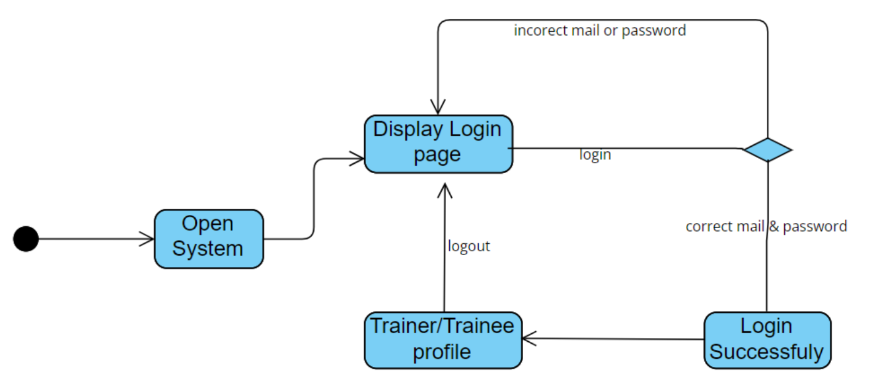 incorect mail or password
Display Login
page
login
Open
System
correct mail & password
logout
Trainer/Trainee
profile
Login
Successfuly